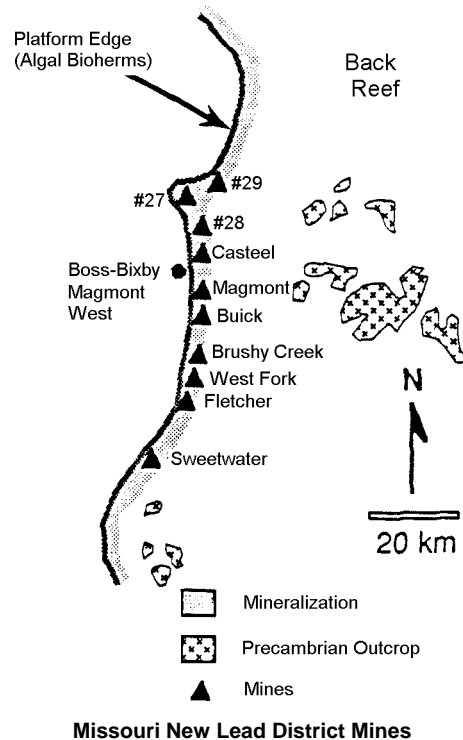 Platform Edge
(Algal Bioherms)
Back
Reef
#29
#27
#28
Casteel
Boss-Bixby
Magmont
West
Magmont
Buick
Brushy Creek
West Fork
Fletcher
N
Sweetwater
20 km
Mineralization
Precambrian Outcrop
Mines
Missouri New Lead District Mines